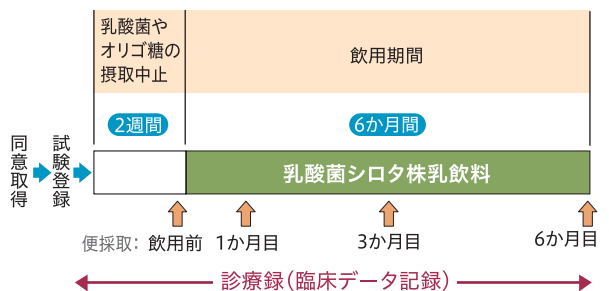 乳酸菌や
オリゴ糖の
摂取中止
飲用期間
2週間
6か月間
同意取得
試験登録
乳酸菌シロタ株乳飲料
便採取：
飲用前
1か月目
3か月目
6か月目
診療録（臨床データ記録）